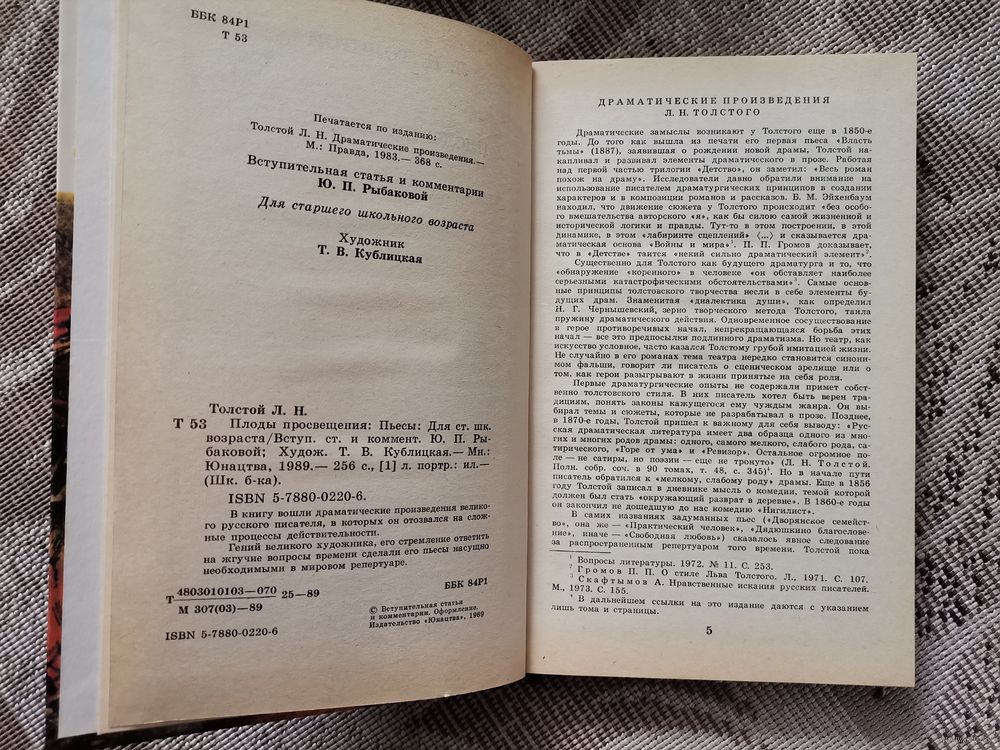 ББК 84Р1
Т 53
Печатается по изданию:
Толстой Л. Н. Драматические произведения.—
М.: Правда, 1983.— 368 с.
Вступительная статья и комментарии
Ю. П. Рыбаковой
Для старшего школьного возраста
Художник
Т. В. Кублицкая
Толстой Л. Н.
Т 53 Плоды просвещения: Пьесы: Для ст. шк.
возраста/Вступ. ст. и коммент. Ю. П. Ры-
баковой; Худож. Т. В. Кублицкая.— Мн.:
Юнацтва, 1989.— 256 с., [1] л. портр.: ил.—
(Шк. б-ка).
ISBN 5-7880-0220-6.
В книгу вошли драматические произведения велико-
го русского писателя, в которых он отозвался на слож-
ные процессы действительности.
Гений великого художника, его стремление ответить
на жгучие вопросы времени сделали его пьесы насущно
необходимыми в мировом репертуаре.
Т 4803010103—070 25—89
М 307(03)—89
ББК 84Р1
ISBN 5-7880-0220-6
© Вступительная статья
и комментарии. Оформление.
Издательство «Юнацтва», 1989
ДРАМАТИЧЕСКИЕ ПРОИЗВЕДЕНИЯ
Л. Н. ТОЛСТОГО
Драматические замыслы возникают у Толстого еще в 1850-е
годы. До того как вышла из печати его первая пьеса «Власть
тьмы» (1887), заявившая о рождении новой драмы, Толстой на-
капливал и развивал элементы драматического в прозе. Работая
над первой частью трилогии «Детство», он заметил: «Весь роман
похож на драму». Исследователи давно обратили внимание на
использование писателем драматургических принципов в создании
характеров и в композиции романов и рассказов. Б. М. Эйхенбаум
находил, что движение сюжета у Толстого происходит «без особо-
го вмешательства авторского «я», как бы силою самой жизненной и
исторической логики и правды. Тут-то в этом построении, в этой
динамике, в этом «лабиринте сцеплений» ⟨...⟩ и сказывается дра-
матическая основа «Войны и мира»¹. П. П. Громов доказывает,
что в «Детстве» таится «некий сильно драматический элемент»².
Существенно для Толстого как будущего драматурга и то, что
«обнаружение «коренного» в человеке «он обставляет наиболее
серьезными катастрофическими обстоятельствами»³. Самые основ-
ные принципы толстовского творчества несли в себе элементы бу-
дущих драм. Знаменитая «диалектика души», как определил
Н. Г. Чернышевский, зерно творческого метода Толстого, таила
пружину драматического действия. Одновременное сосуществование
в герое противоречивых начал, непрекращающаяся борьба этих
начал — все это предпосылки подлинного драматизма. Но театр, как
искусство условное, часто казался Толстому грубой имитацией жизни.
Не случайно в его романах тема театра нередко становится синони-
мом фальши, говорит ли писатель о сценическом зрелище или о
том, как герои разыгрывают в жизни принятые на себя роли.
Первые драматургические опыты не содержали примет собст-
венно толстовского стиля. В них писатель хотел быть верен тра-
дициям, понять законы кажущегося ему чуждым жанра. Он вы-
бирал темы и сюжеты, которые не разрабатывал в прозе. Позднее,
в 1870-е годы, Толстой пришел к важному для себя выводу: «Рус-
ская драматическая литература имеет два образца одного из мно-
гих и многих родов драмы: одного, самого мелкого, слабого рода, са-
тирического, "Горе от ума" и «Ревизор». Остальное огромное по-
ле — не сатиры, но поэзии — еще не тронуто» (Л. Н. Толстой.
Полн. собр. соч. в 90 томах, т. 48, с. 345)⁴. Но в начале пути
писатель обратился к «мелкому, слабому роду» драмы. Еще в 1856
году Толстой записал в дневнике мысль о комедии, темой которой
должен был стать «окружающий разврат в деревне». В 1860-е годы
он закончил не дошедшую до нас комедию «Нигилист».
В самих названиях задуманных пьес («Дворянское семейст-
во», она же — «Практический человек», «Дядюшкино благослове-
ние», иначе — «Свободная любовь») сказалось явное следование
за распространенным репертуаром того времени. Толстой пока
¹ Вопросы литературы. 1972. № 11. С. 253.
² Громов П. П. О стиле Льва Толстого. Л., 1971. С. 107.
³ Скафтымов А. Нравственные искания русских писателей.
М., 1973. С. 155.
⁴ В дальнейшем ссылки на это издание даются с указанием
лишь тома и страницы.
5